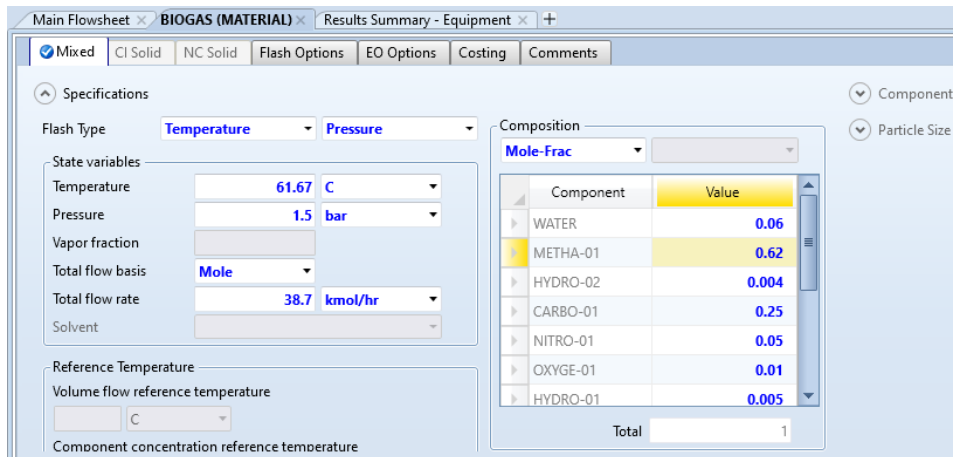 Main Flowsheet × BIOGAS (MATERIAL) × Results Summary - Equipment × +
Mixed CI Solid NC Solid Flash Options EO Options Costing Comments
Specifications
Flash Type Temperature Pressure
State variables
Temperature 61.67 C
Pressure 1.5 bar
Vapor fraction
Total flow basis Mole
Total flow rate 38.7 kmol/hr
Solvent
Reference Temperature
Volume flow reference temperature
C
Component concentration reference temperature
Composition
Mole-Frac
Component Value
WATER 0.06
METHA-01 0.62
HYDRO-02 0.004
CARBO-01 0.25
NITRO-01 0.05
OXYGE-01 0.01
HYDRO-01 0.005
Total 1
Component
Particle Size